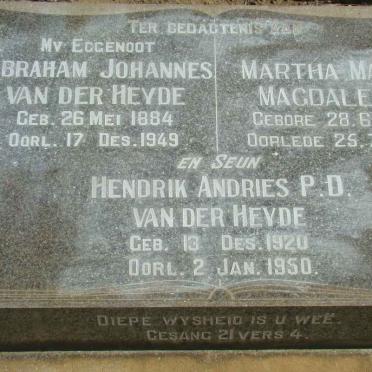 TER GEDAGTENIS VAN
MY EGGENOOT
BRAHAM JOHANNES
VAN DER HEYDE
GEB. 26 MEI 1884
OORL. 17 DES. 1949
MARTHA MA
MAGDALE
GEBORE 28.6
OORLEDE 25.7
EN SEUN
HENDRIK ANDRIES P.D.
VAN DER HEYDE
GEB. 13 DES. 1920
OORL. 2 JAN. 1950.
DIEPE WYSHEID IS U WEË.
GESANG 21 VERS 4.